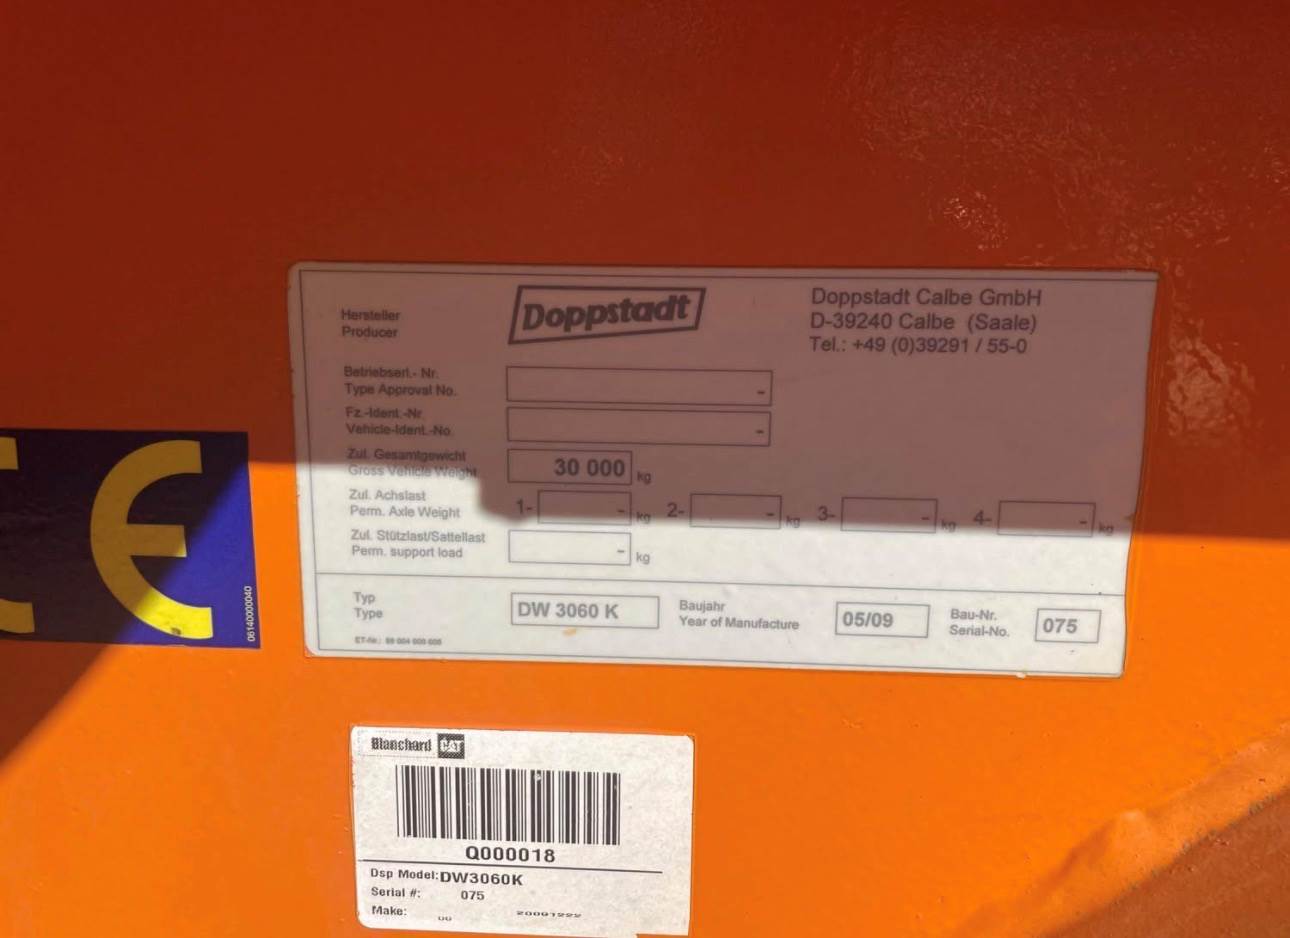 Hersteller
Producer
Doppstadt
Doppstadt Calbe GmbH
D-39240 Calbe (Saale)
Tel.: +49 (0)39291 / 55-0
Betriebserl.- Nr.
Type Approval No.
-
Fz.-Ident.-Nr
Vehicle-Ident.-No.
-
Zul. Gesamtgewicht
Gross Vehicle Weight
30 000 kg
Zul. Achslast
Perm. Axle Weight
1- - kg 2- - kg 3- - kg 4- - kg
Zul. Stützlast/Sattellast
Perm. support load
- kg
Typ
Type
DW 3060 K
Baujahr
Year of Manufacture
05/09
Bau-Nr.
Serial-No.
075
ET-Nr.:
CE
06140000040
Blanchard CAT
Q000018
Dsp Model:DW3060K
Serial #: 075
Make: